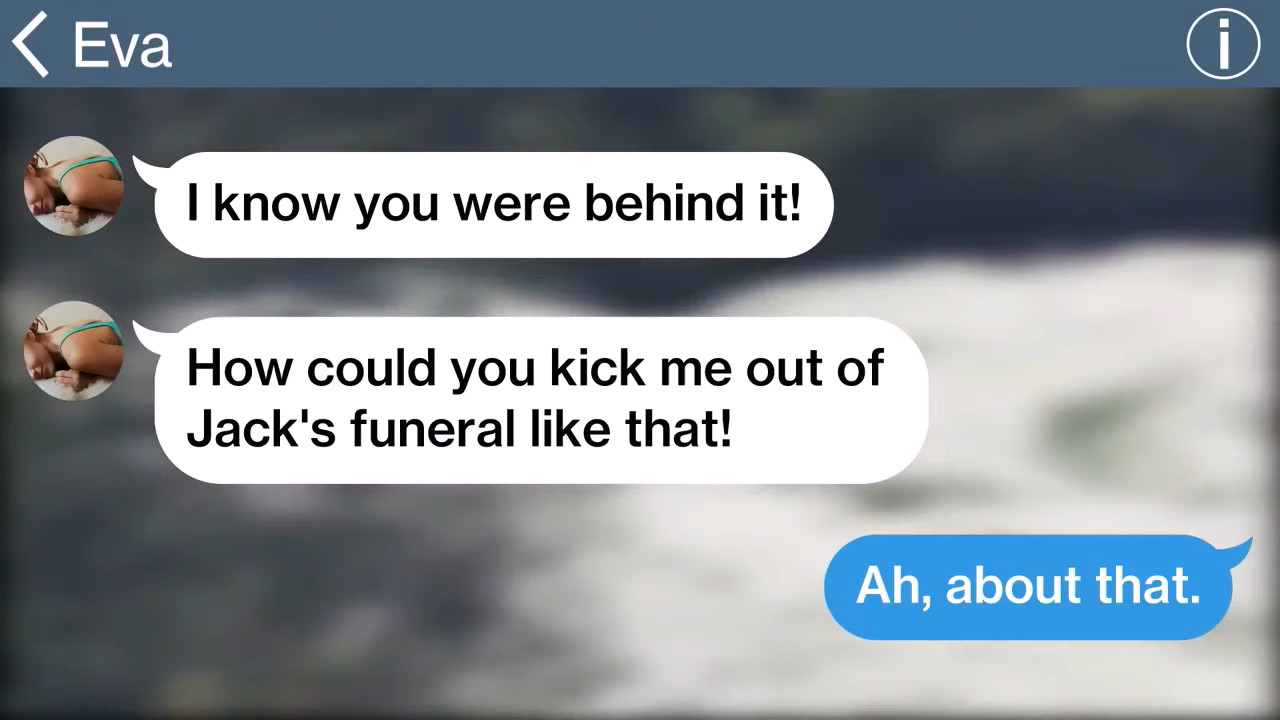 Eva
I know you were behind it!
How could you kick me out of
Jack's funeral like that!
Ah, about that.